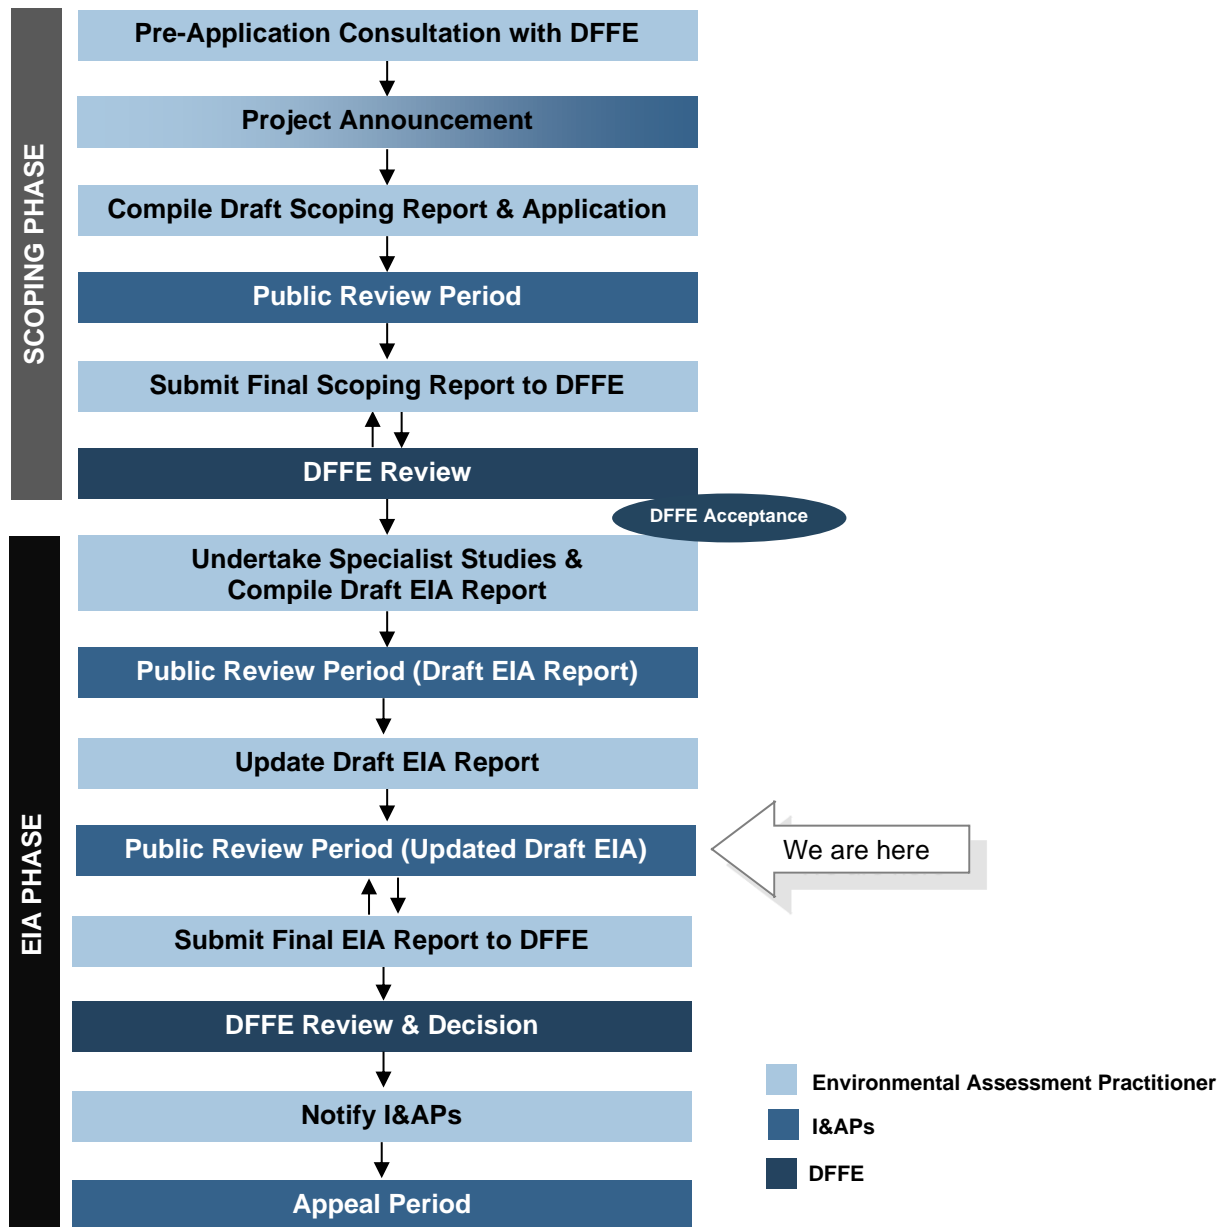 SCOPING PHASE
Pre-Application Consultation with DFFE
Project Announcement
Compile Draft Scoping Report & Application
Public Review Period
Submit Final Scoping Report to DFFE
DFFE Review
DFFE Acceptance
EIA PHASE
Undertake Specialist Studies &
Compile Draft EIA Report
Public Review Period (Draft EIA Report)
Update Draft EIA Report
Public Review Period (Updated Draft EIA)
We are here
Submit Final EIA Report to DFFE
DFFE Review & Decision
Notify I&APs
Appeal Period
Environmental Assessment Practitioner
I&APs
DFFE